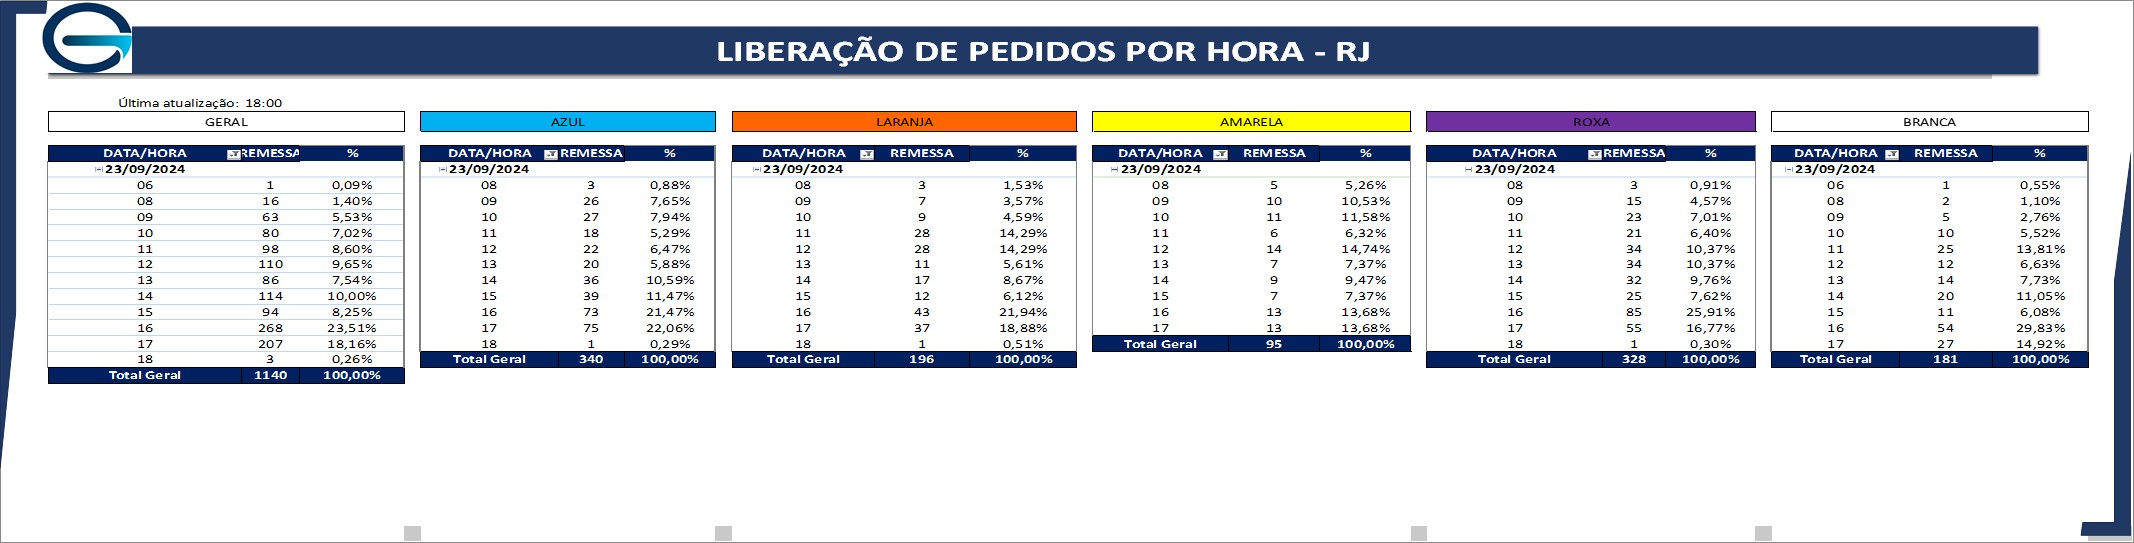 LIBERAÇÃO DE PEDIDOS POR HORA - RJ
Última atualização: 18:00
GERAL
DATA/HORA REMESSA %
23/09/2024
06 1 0,09%
08 16 1,40%
09 63 5,53%
10 80 7,02%
11 98 8,60%
12 110 9,65%
13 86 7,54%
14 114 10,00%
15 94 8,25%
16 268 23,51%
17 207 18,16%
18 3 0,26%
Total Geral 1140 100,00%
AZUL
DATA/HORA REMESSA %
23/09/2024
08 3 0,88%
09 26 7,65%
10 27 7,94%
11 18 5,29%
12 22 6,47%
13 20 5,88%
14 36 10,59%
15 39 11,47%
16 73 21,47%
17 75 22,06%
18 1 0,29%
Total Geral 340 100,00%
LARANJA
DATA/HORA REMESSA %
23/09/2024
08 3 1,53%
09 7 3,57%
10 9 4,59%
11 28 14,29%
12 28 14,29%
13 11 5,61%
14 17 8,67%
15 12 6,12%
16 43 21,94%
17 37 18,88%
18 1 0,51%
Total Geral 196 100,00%
AMARELA
DATA/HORA REMESSA %
23/09/2024
08 5 5,26%
09 10 10,53%
10 11 11,58%
11 6 6,32%
12 14 14,74%
13 7 7,37%
14 9 9,47%
15 7 7,37%
16 13 13,68%
17 13 13,68%
Total Geral 95 100,00%
ROXA
DATA/HORA REMESSA %
23/09/2024
08 3 0,91%
09 15 4,57%
10 23 7,01%
11 21 6,40%
12 34 10,37%
13 34 10,37%
14 32 9,76%
15 25 7,62%
16 85 25,91%
17 55 16,77%
18 1 0,30%
Total Geral 328 100,00%
BRANCA
DATA/HORA REMESSA %
23/09/2024
06 1 0,55%
08 2 1,10%
09 5 2,76%
10 10 5,52%
11 25 13,81%
12 12 6,63%
13 14 7,73%
14 20 11,05%
15 11 6,08%
16 54 29,83%
17 27 14,92%
Total Geral 181 100,00%